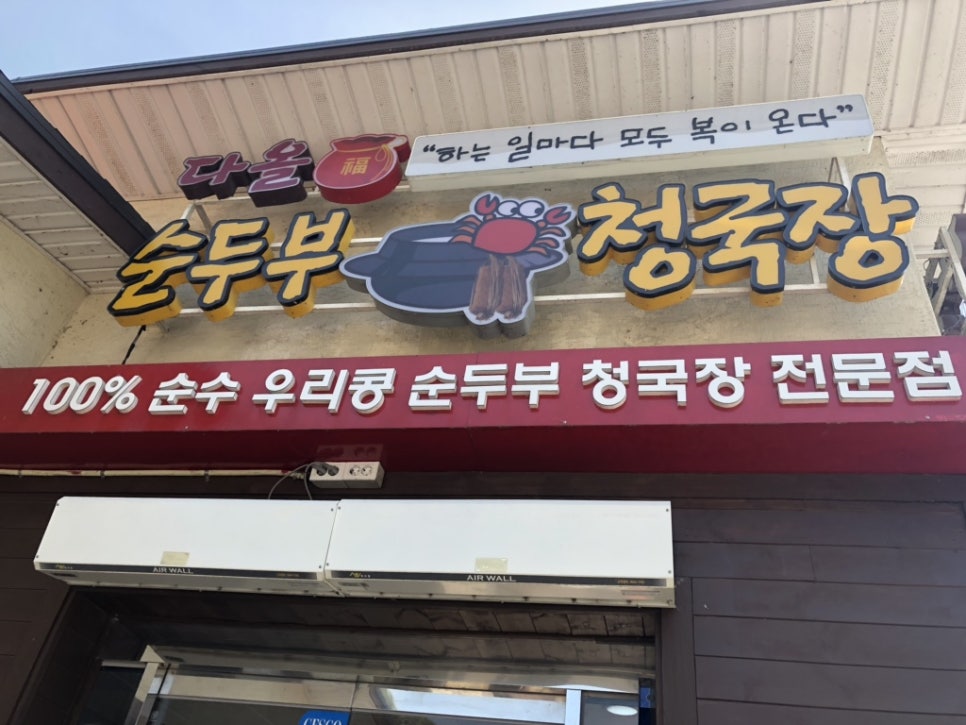 다올 福 “하는 일마다 모두 복이 온다”
순두부 청국장
100% 순수 우리콩 순두부 청국장 전문점
AIR WALL AIR WALL
CESCO